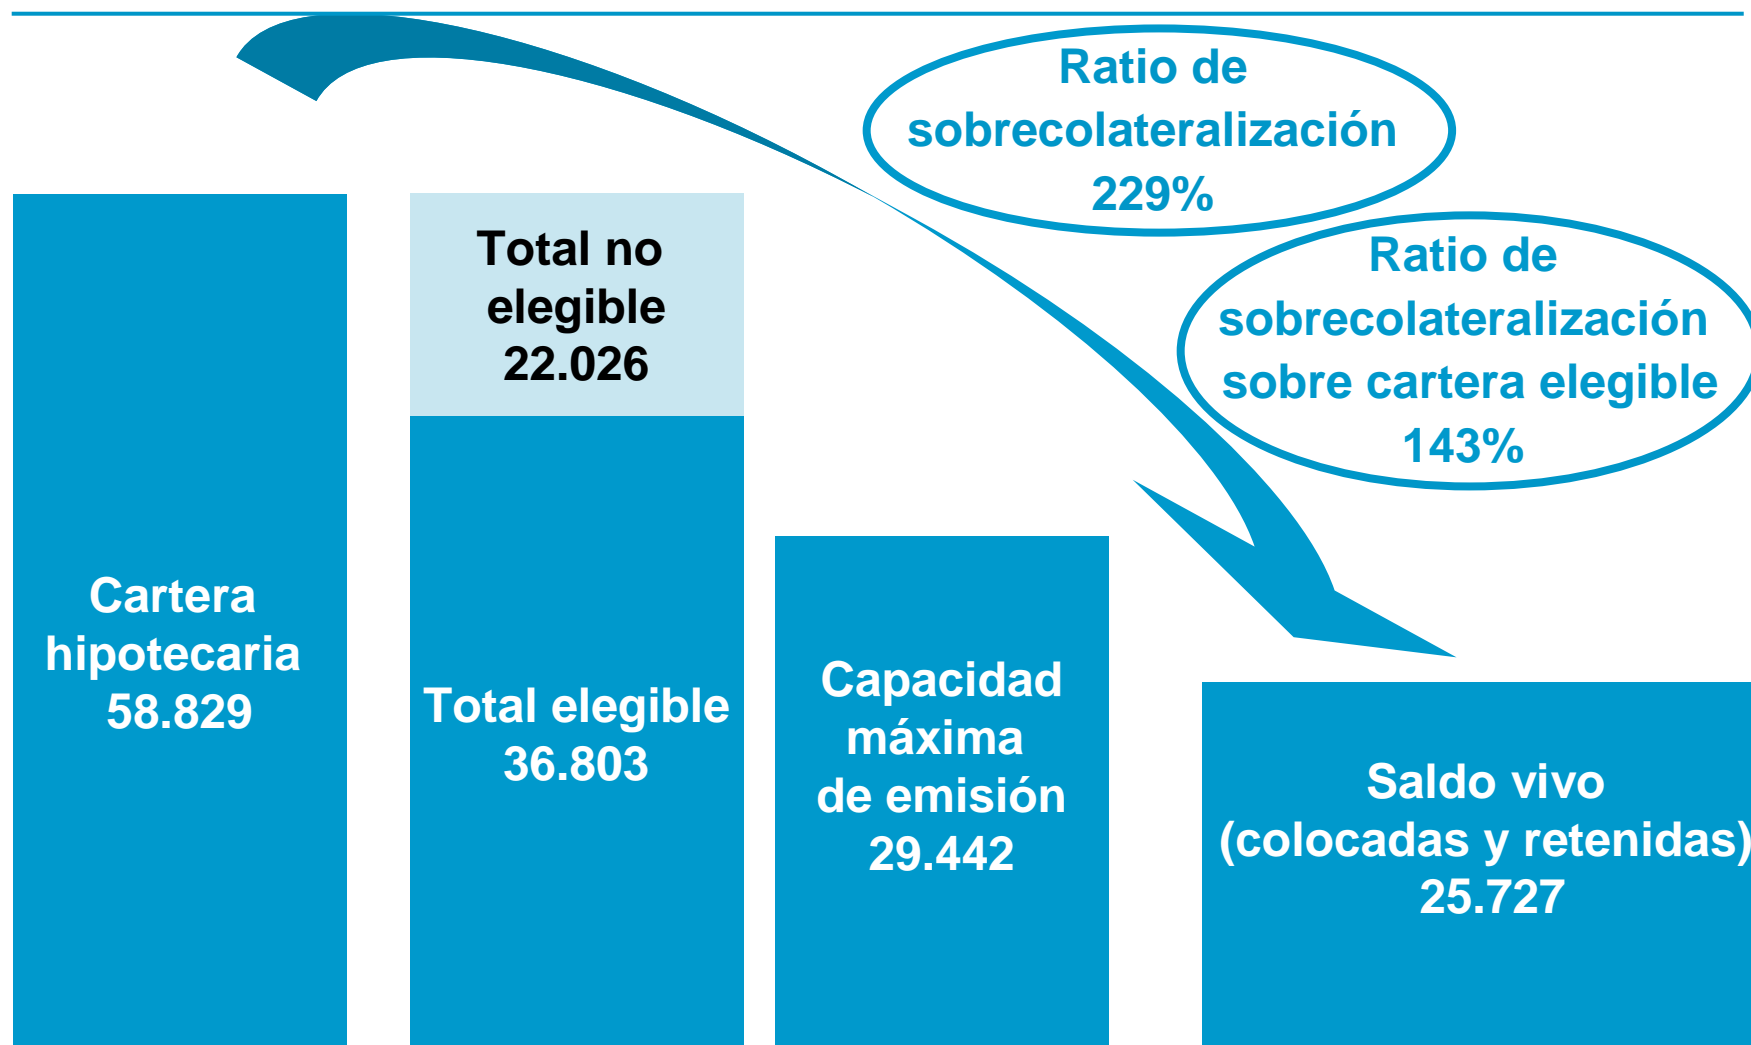 Ratio de
sobrecolateralización
229%
Ratio de
sobrecolateralización
sobre cartera elegible
143%
Total no
elegible
22.026
Cartera
hipotecaria
58.829
Total elegible
36.803
Capacidad
máxima
de emisión
29.442
Saldo vivo
(colocadas y retenidas)
25.727